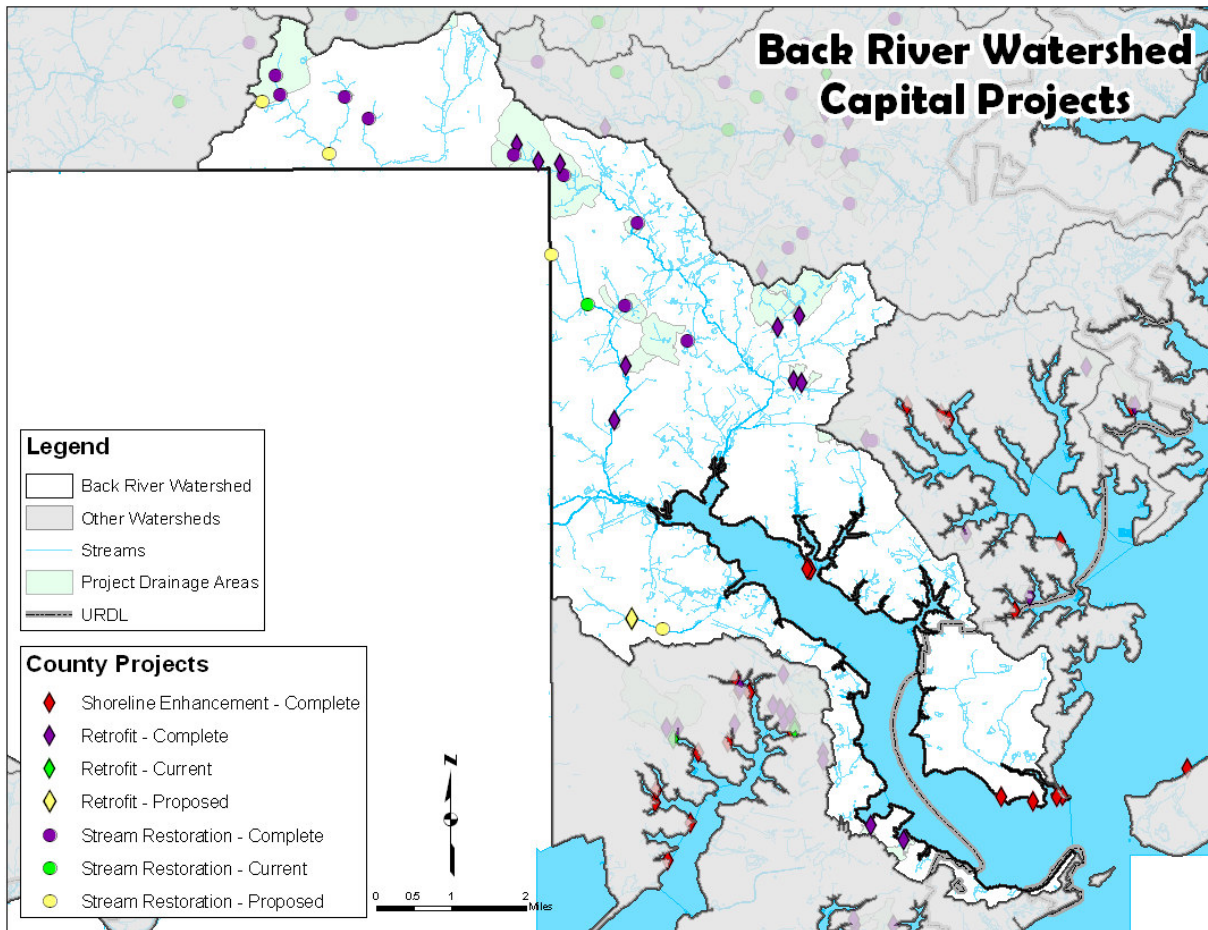 Back River Watershed
Capital Projects
Legend
Back River Watershed
Other Watersheds
Streams
Project Drainage Areas
URDL
County Projects
Shoreline Enhancement - Complete
Retrofit - Complete
Retrofit - Current
Retrofit - Proposed
Stream Restoration - Complete
Stream Restoration - Current
Stream Restoration - Proposed
N
0 0.5 1 2
Miles